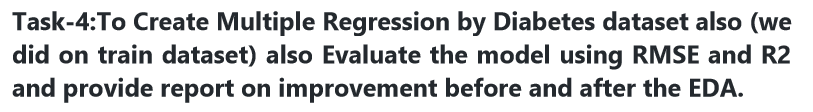 Task-4:To Create Multiple Regression by Diabetes dataset also (we
did on train dataset) also Evaluate the model using RMSE and R2
and provide report on improvement before and after the EDA.